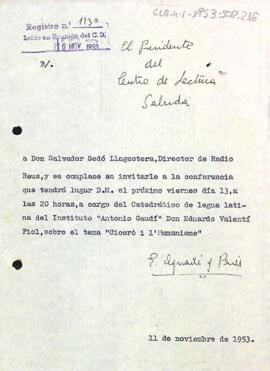 Registro n.º 1130
Leído en Reunión del C.D.
16 NOV 1953
B/.
El Presidente
del
Centro de Lectura
Saluda
a Don Salvador Sedó Llagostera, Director de Radio
Reus, y se complace en invitarle a la conferencia
que tendrá lugar D.M. el próximo viernes día 13, a
las 20 horas, a cargo del Catedrático de legua lati-
na del Instituto "Antonio Gaudí" Don Eduardo Valentí
Fiol, sobre el tema "Ciceró i l'Humanisme"
E. Aguadé y Parés
11 de noviembre de 1953.